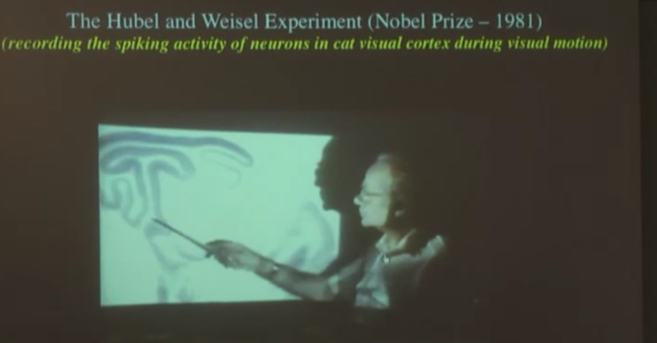 The Hubel and Weisel Experiment (Nobel Prize – 1981)
(recording the spiking activity of neurons in cat visual cortex during visual motion)